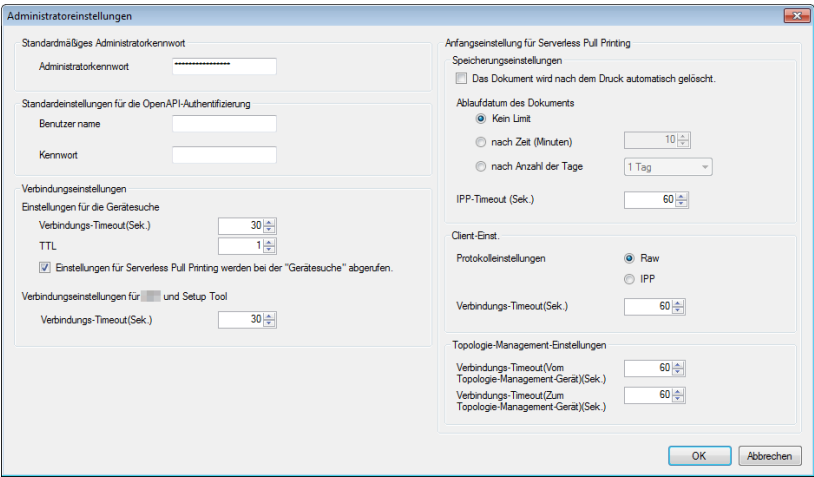 Administratoreinstellungen
Standardmäßiges Administratorkennwort
Administratorkennwort
Standardeinstellungen für die OpenAPI-Authentifizierung
Benutzer name
Kennwort
Verbindungseinstellungen
Einstellungen für die Gerätesuche
Verbindungs-Timeout(Sek.) 30
TTL 1
Einstellungen für Serverless Pull Printing werden bei der "Gerätesuche" abgerufen.
Verbindungseinstellungen für und Setup Tool
Verbindungs-Timeout(Sek.) 30
Anfangseinstellung für Serverless Pull Printing
Speicherungseinstellungen
Das Dokument wird nach dem Druck automatisch gelöscht.
Ablaufdatum des Dokuments
Kein Limit
nach Zeit (Minuten) 10
nach Anzahl der Tage 1 Tag
IPP-Timeout (Sek.) 60
Client-Einst.
Protokolleinstellungen Raw
IPP
Verbindungs-Timeout(Sek.) 60
Topologie-Management-Einstellungen
Verbindungs-Timeout(Vom 60
Topologie-Management-Gerät)(Sek.)
Verbindungs-Timeout(Zum 60
Topologie-Management-Gerät)(Sek.)
OK Abbrechen